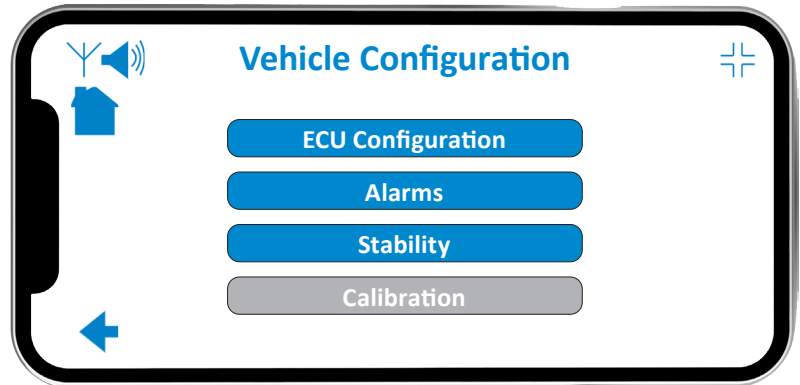 Vehicle Configuration
ECU Configuration
Alarms
Stability
Calibration